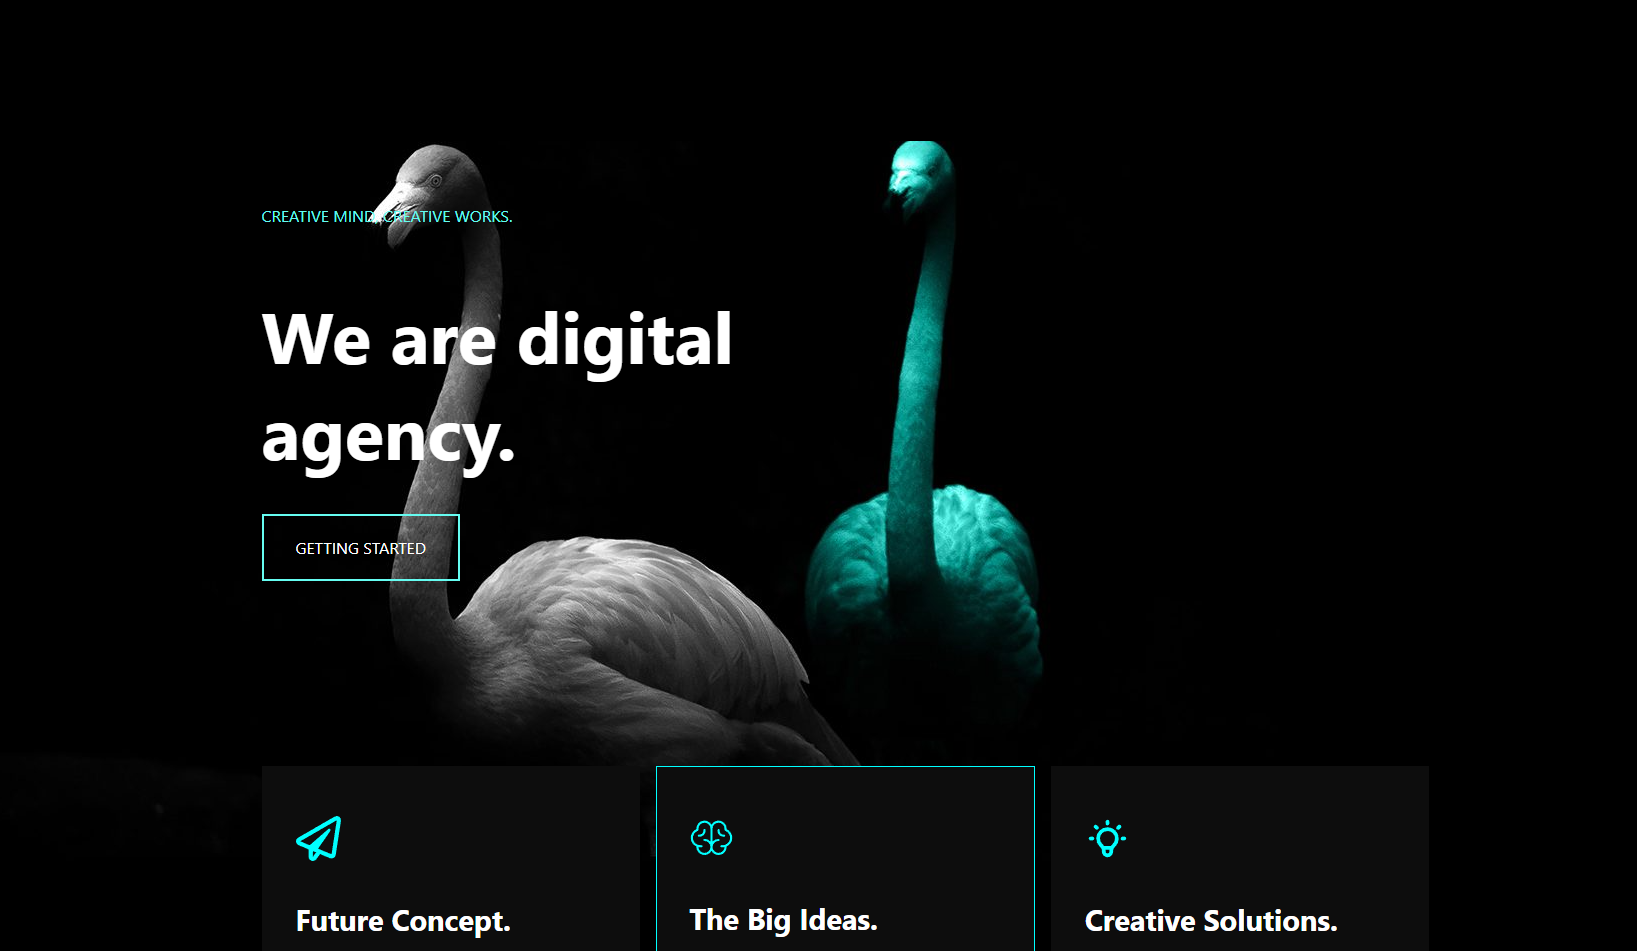 CREATIVE MIND, CREATIVE WORKS.
We are digital
agency.
GETTING STARTED
Future Concept.
The Big Ideas.
Creative Solutions.